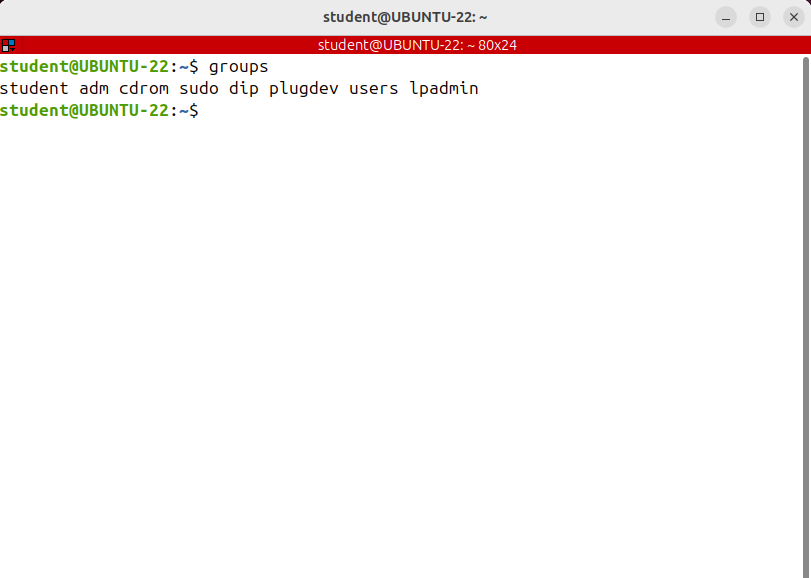 student@UBUNTU-22: ~
student@UBUNTU-22: ~ 80x24
student@UBUNTU-22:~$ groups
student adm cdrom sudo dip plugdev users lpadmin
student@UBUNTU-22:~$